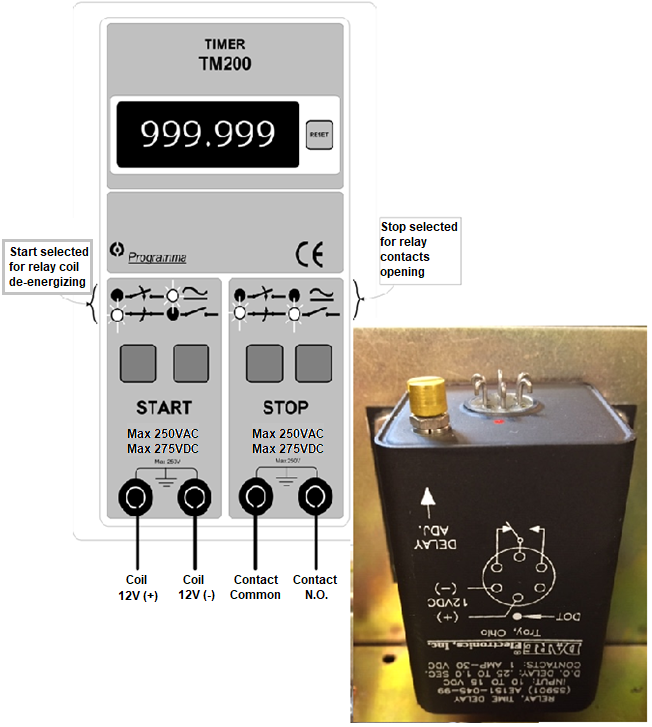 TIMER
TM200
999.999
RESET
Start selected
for relay coil
de-energizing
Stop selected
for relay
contacts
opening
Programma
CE
START
STOP
Max 250VAC
Max 275VDC
Max 250V
Max 250VAC
Max 275VDC
Max 250V
Coil
12V (+)
Coil
12V (-)
Contact
Common
Contact
N.O.
RELAY, TIME DELAY
(55901) AE151-045-99
INPUT: 10 TO 15 VDC
D.O. DELAY: .25 TO 1.0 SEC.
CONTACTS: 1 AMP-30 VDC
Electronics, Inc.
Troy, Ohio
DOT
(+)
12VDC
(-)
DELAY
ADJ.